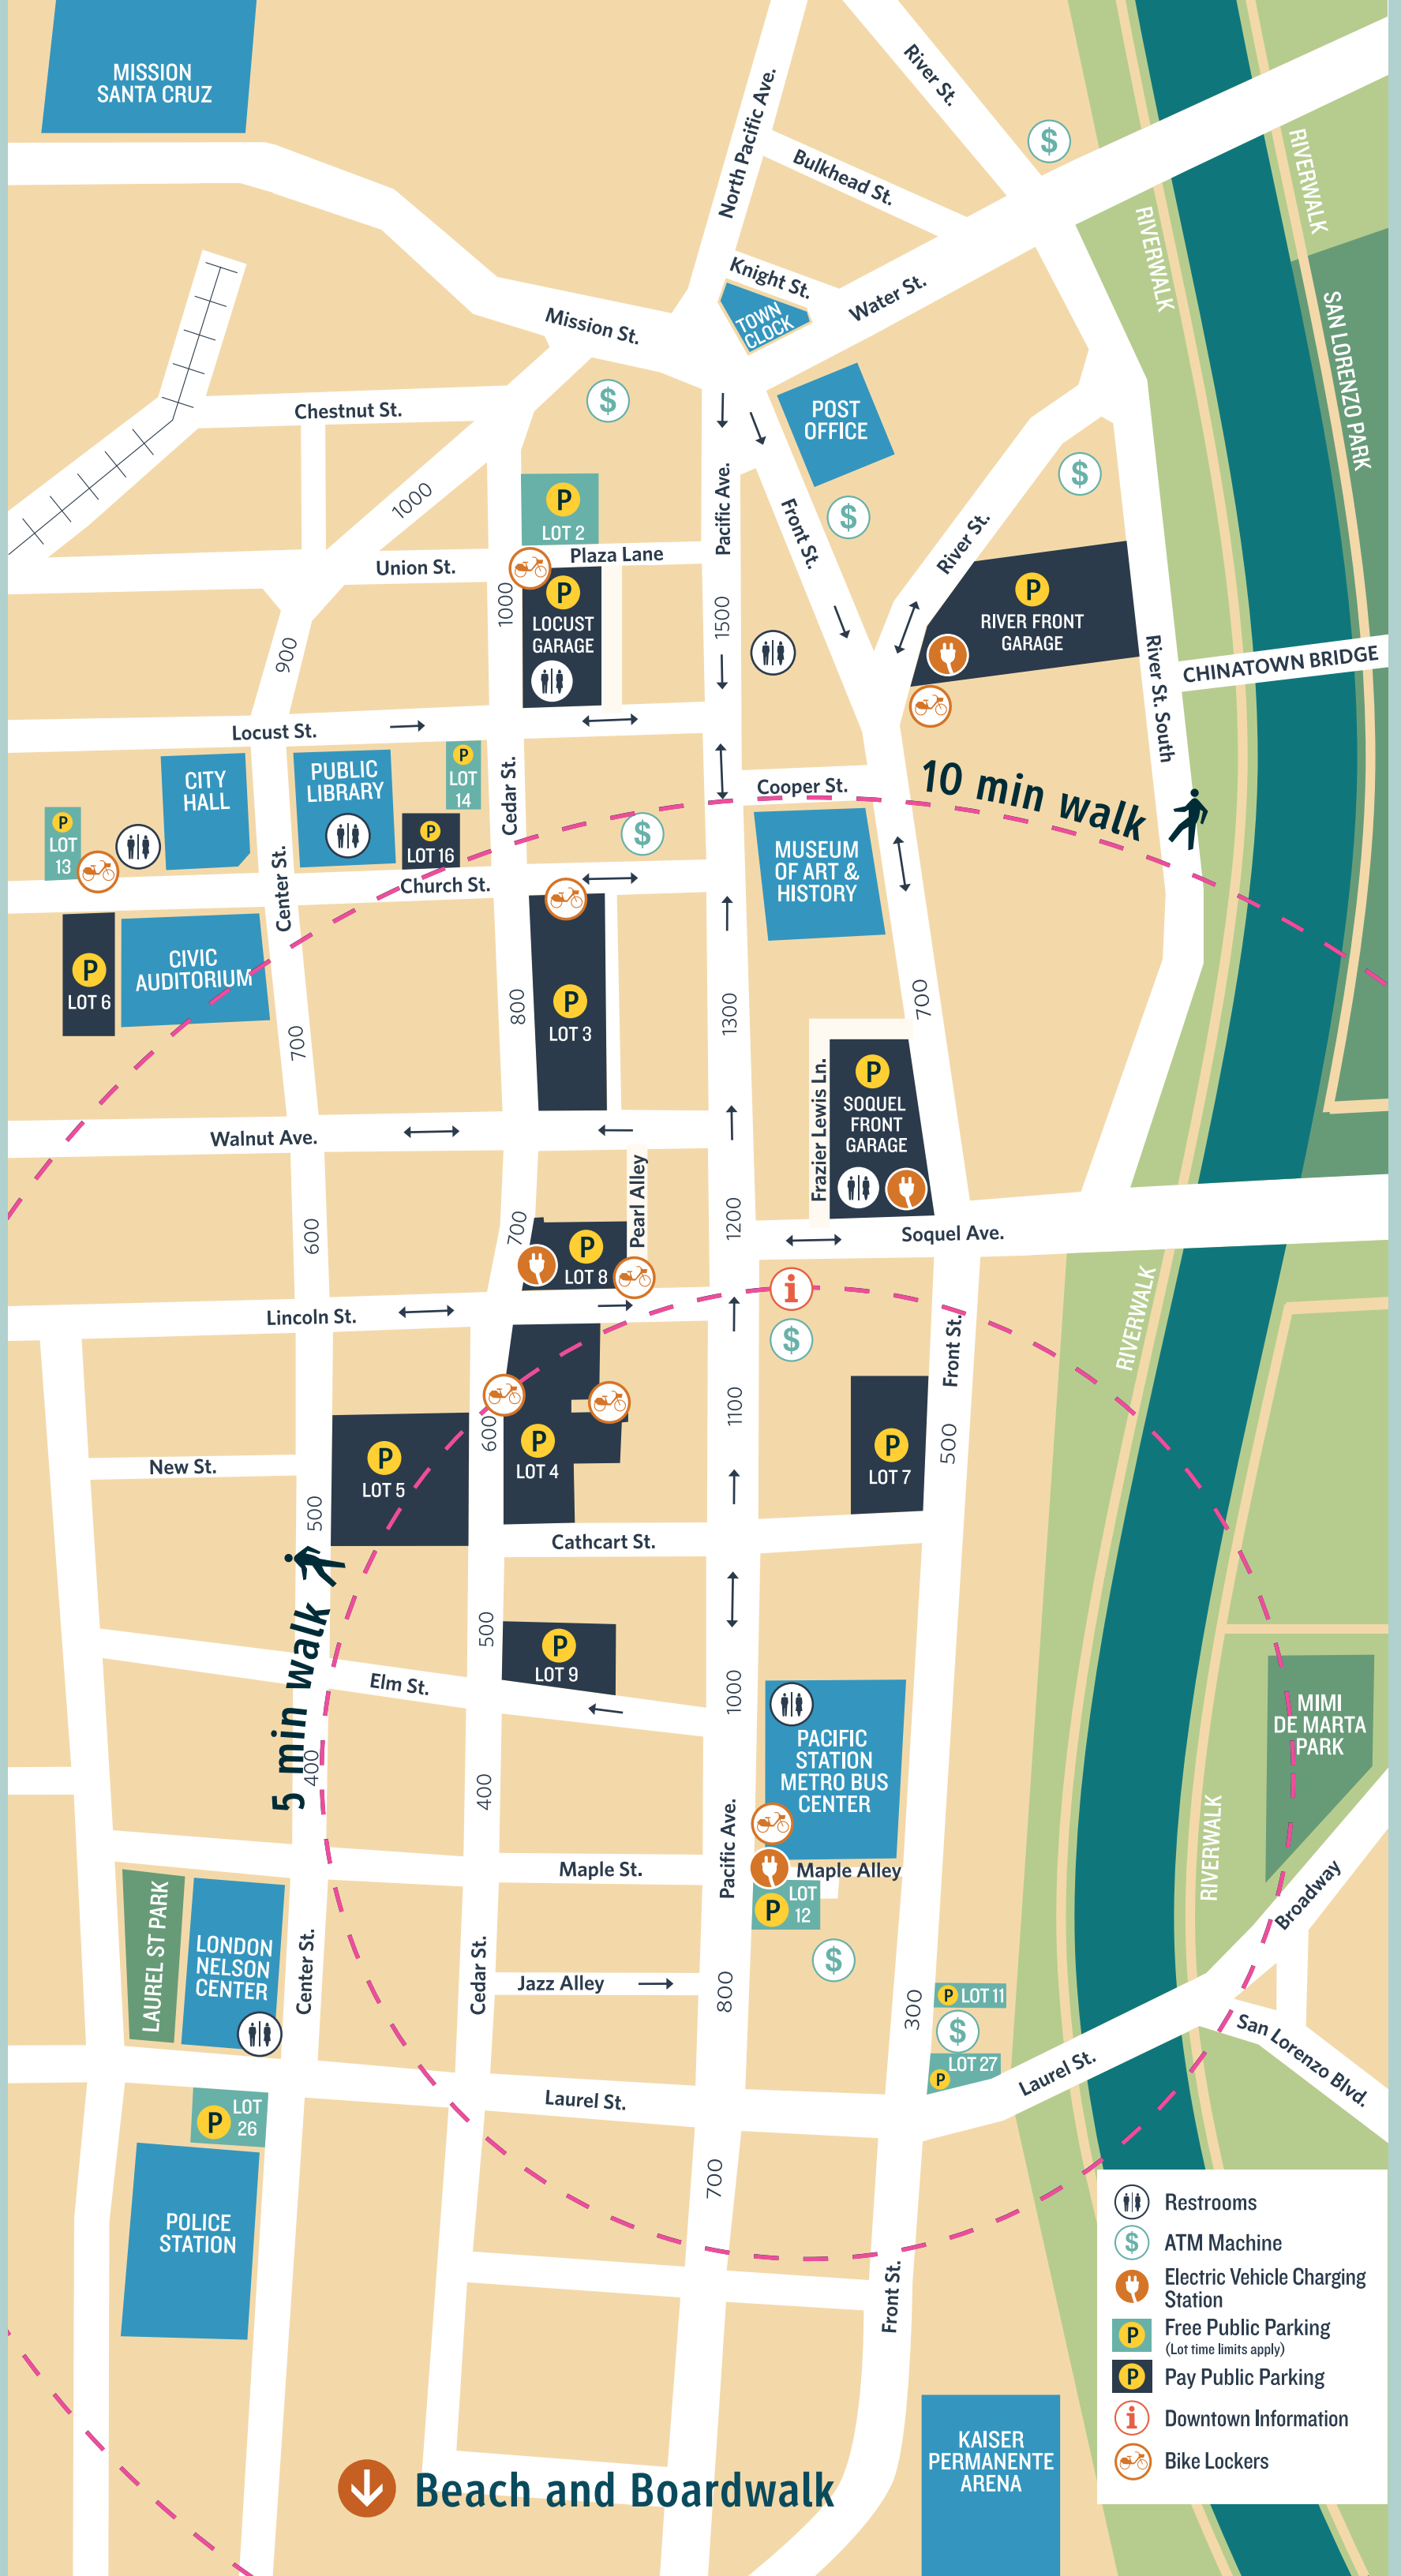 MISSION
SANTA CRUZ
River St.
North Pacific Ave.
$
Bulkhead St.
RIVERWALK
RIVERWALK
Knight St.
Water St.
TOWN
CLOCK
Mission St.
SAN LORENZO PARK
$
Chestnut St.
POST
OFFICE
$
$
1000
P
LOT 2
Pacific Ave.
Front St.
River St.
Plaza Lane
Union St.
1000
P
LOCUST
GARAGE
1500
P
RIVER FRONT
GARAGE
900
River St. South
CHINATOWN BRIDGE
Locust St.
CITY
HALL
PUBLIC
LIBRARY
P
LOT
14
Cedar St.
Cooper St.
10 min walk
P
LOT
13
P
LOT 16
$
MUSEUM
OF ART &
HISTORY
Center St.
Church St.
P
LOT 6
CIVIC
AUDITORIUM
700
800
P
LOT 3
1300
700
Frazier Lewis Ln.
P
SOQUEL
FRONT
GARAGE
Walnut Ave.
Pearl Alley
600
700
P
LOT 8
1200
Soquel Ave.
Lincoln St.
i
$
Front St.
RIVERWALK
600
P
LOT 4
1100
500
P
LOT 7
P
LOT 5
New St.
500
Cathcart St.
5 min walk
500
P
LOT 9
Elm St.
1000
400
400
PACIFIC
STATION
METRO BUS
CENTER
MIMI
DE MARTA
PARK
RIVERWALK
Maple St.
Pacific Ave.
Maple Alley
LOT
12
P
Broadway
LAUREL ST PARK
LONDON
NELSON
CENTER
Center St.
Cedar St.
Jazz Alley
800
$
300
P LOT 11
$
LOT 27
P
San Lorenzo Blvd.
Laurel St.
Laurel St.
P
LOT
26
700
POLICE
STATION
Front St.
Restrooms
$ ATM Machine
Electric Vehicle Charging
Station
P Free Public Parking
(Lot time limits apply)
P Pay Public Parking
i Downtown Information
Bike Lockers
KAISER
PERMANENTE
ARENA
Beach and Boardwalk